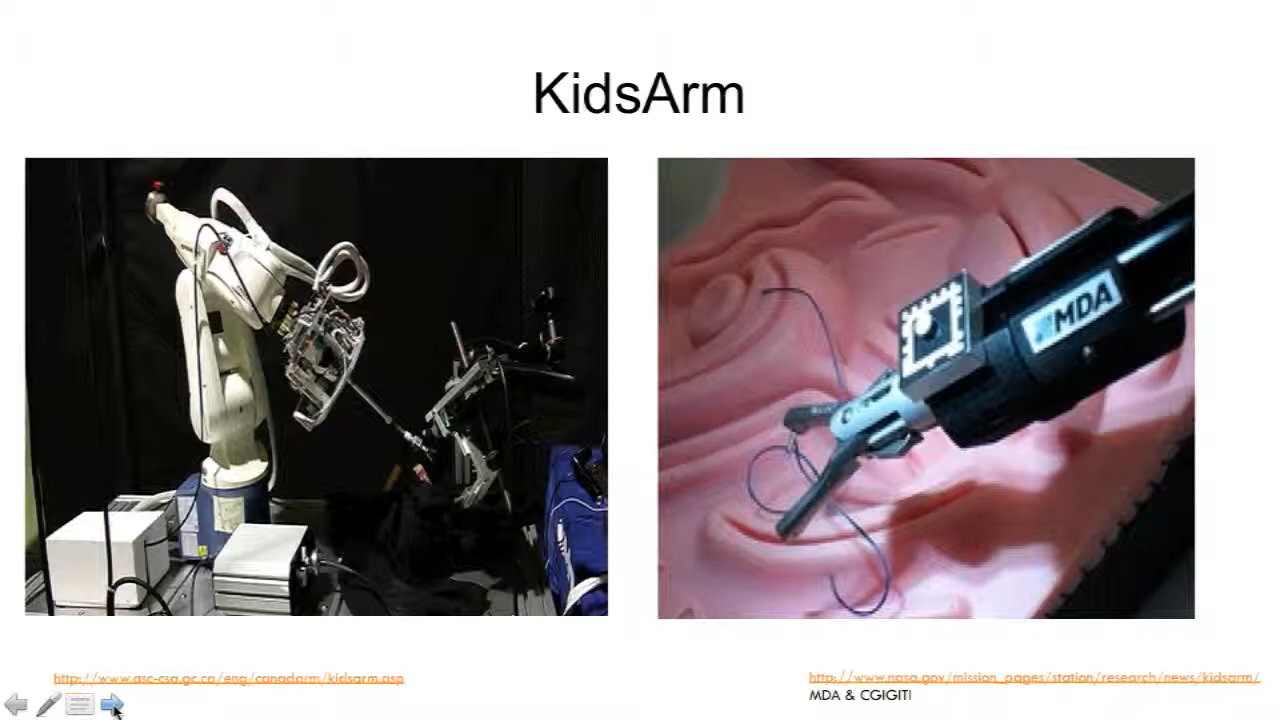 KidsArm
MDA
http://www.asc-csa.gc.ca/eng/canadarm/kidsarm.asp
http://www.nasa.gov/mission_pages/station/research/news/kidsarm/
MDA & CGIGITI